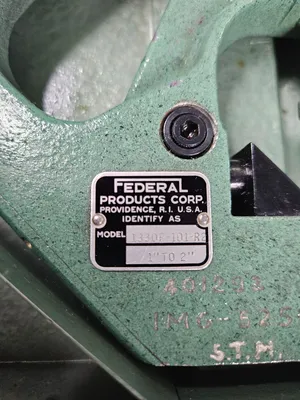 FEDERAL
PRODUCTS CORP.
PROVIDENCE, R.I. U.S.A.
IDENTIFY AS
MODEL
1" TO 2"
S.T.M.